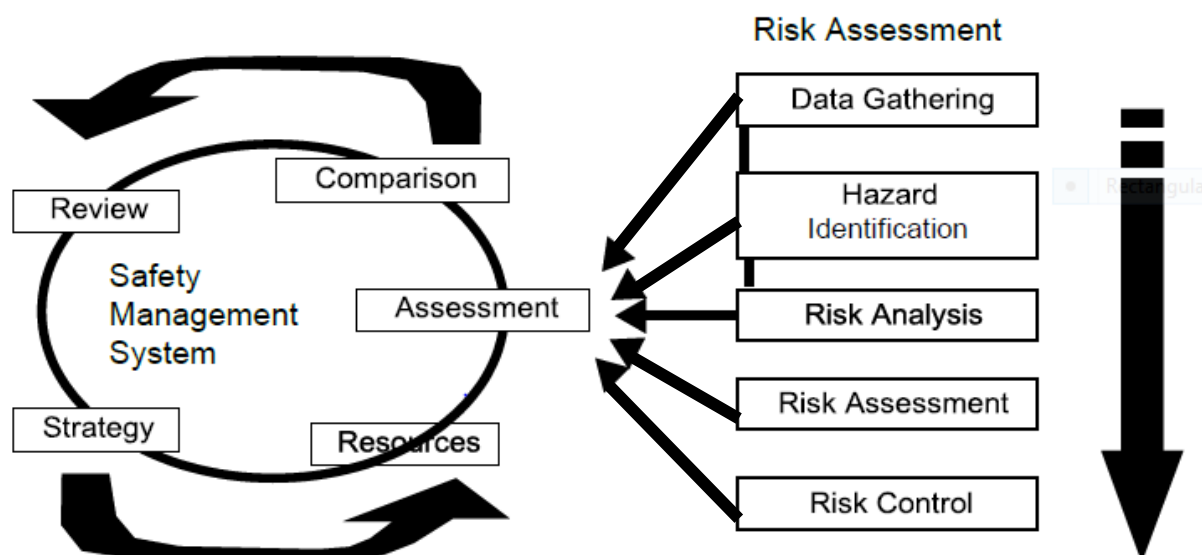 Risk Assessment
Data Gathering
Hazard
Identification
Risk Analysis
Risk Assessment
Risk Control
Comparison
Review
Safety
Management
System
Assessment
Strategy
Resources